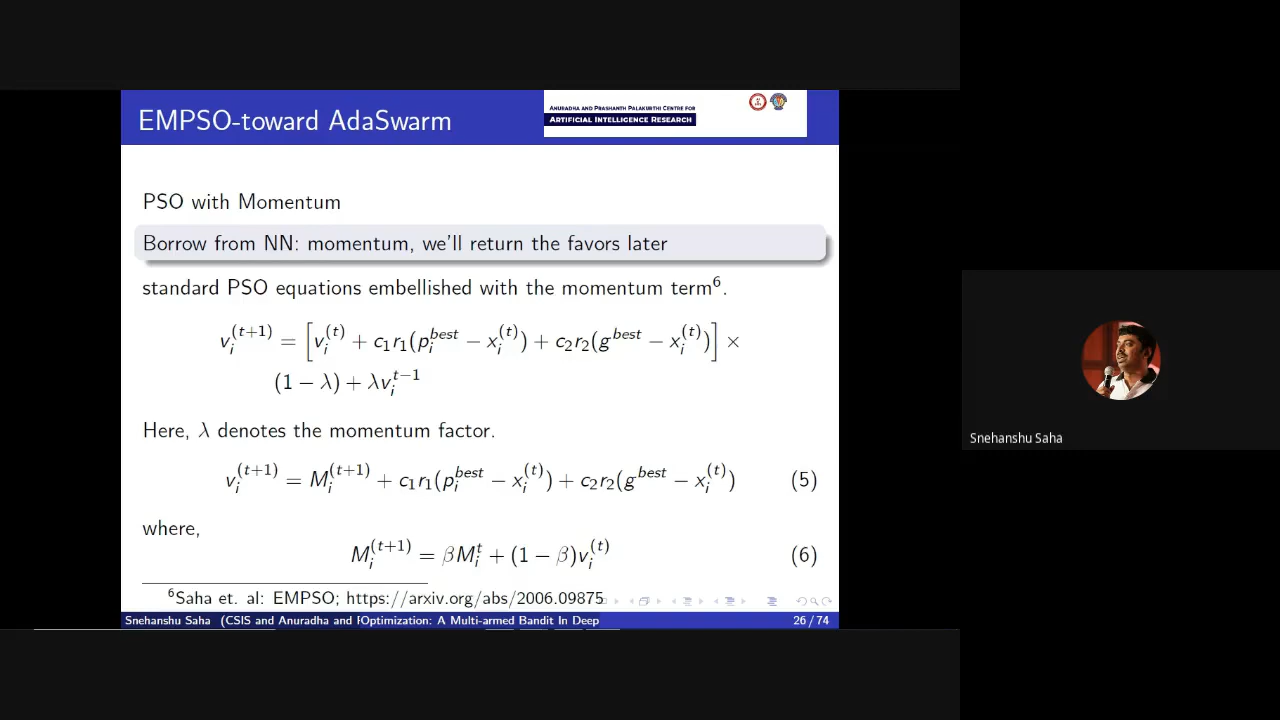 EMPSO-toward AdaSwarm
ANURADHA AND PRASHANTH PALAKURTHI CENTRE FOR
ARTIFICIAL INTELLIGENCE RESEARCH
PSO with Momentum
Borrow from NN: momentum, we'll return the favors later
standard PSO equations embellished with the momentum term⁶.
v_i^{(t+1)} = [v_i^{(t)} + c₁r₁(p_i^{best} − x_i^{(t)}) + c₂r₂(g^{best} − x_i^{(t)})] ×
(1 − λ) + λv_i^{t−1}
Here, λ denotes the momentum factor.
v_i^{(t+1)} = M_i^{(t+1)} + c₁r₁(p_i^{best} − x_i^{(t)}) + c₂r₂(g^{best} − x_i^{(t)}) (5)
where,
M_i^{(t+1)} = βM_i^t + (1 − β)v_i^{(t)} (6)
⁶Saha et. al: EMPSO; https://arxiv.org/abs/2006.09875
Snehanshu Saha (CSIS and Anuradha and F Optimization: A Multi-armed Bandit In Deep 26 / 74
Snehanshu Saha